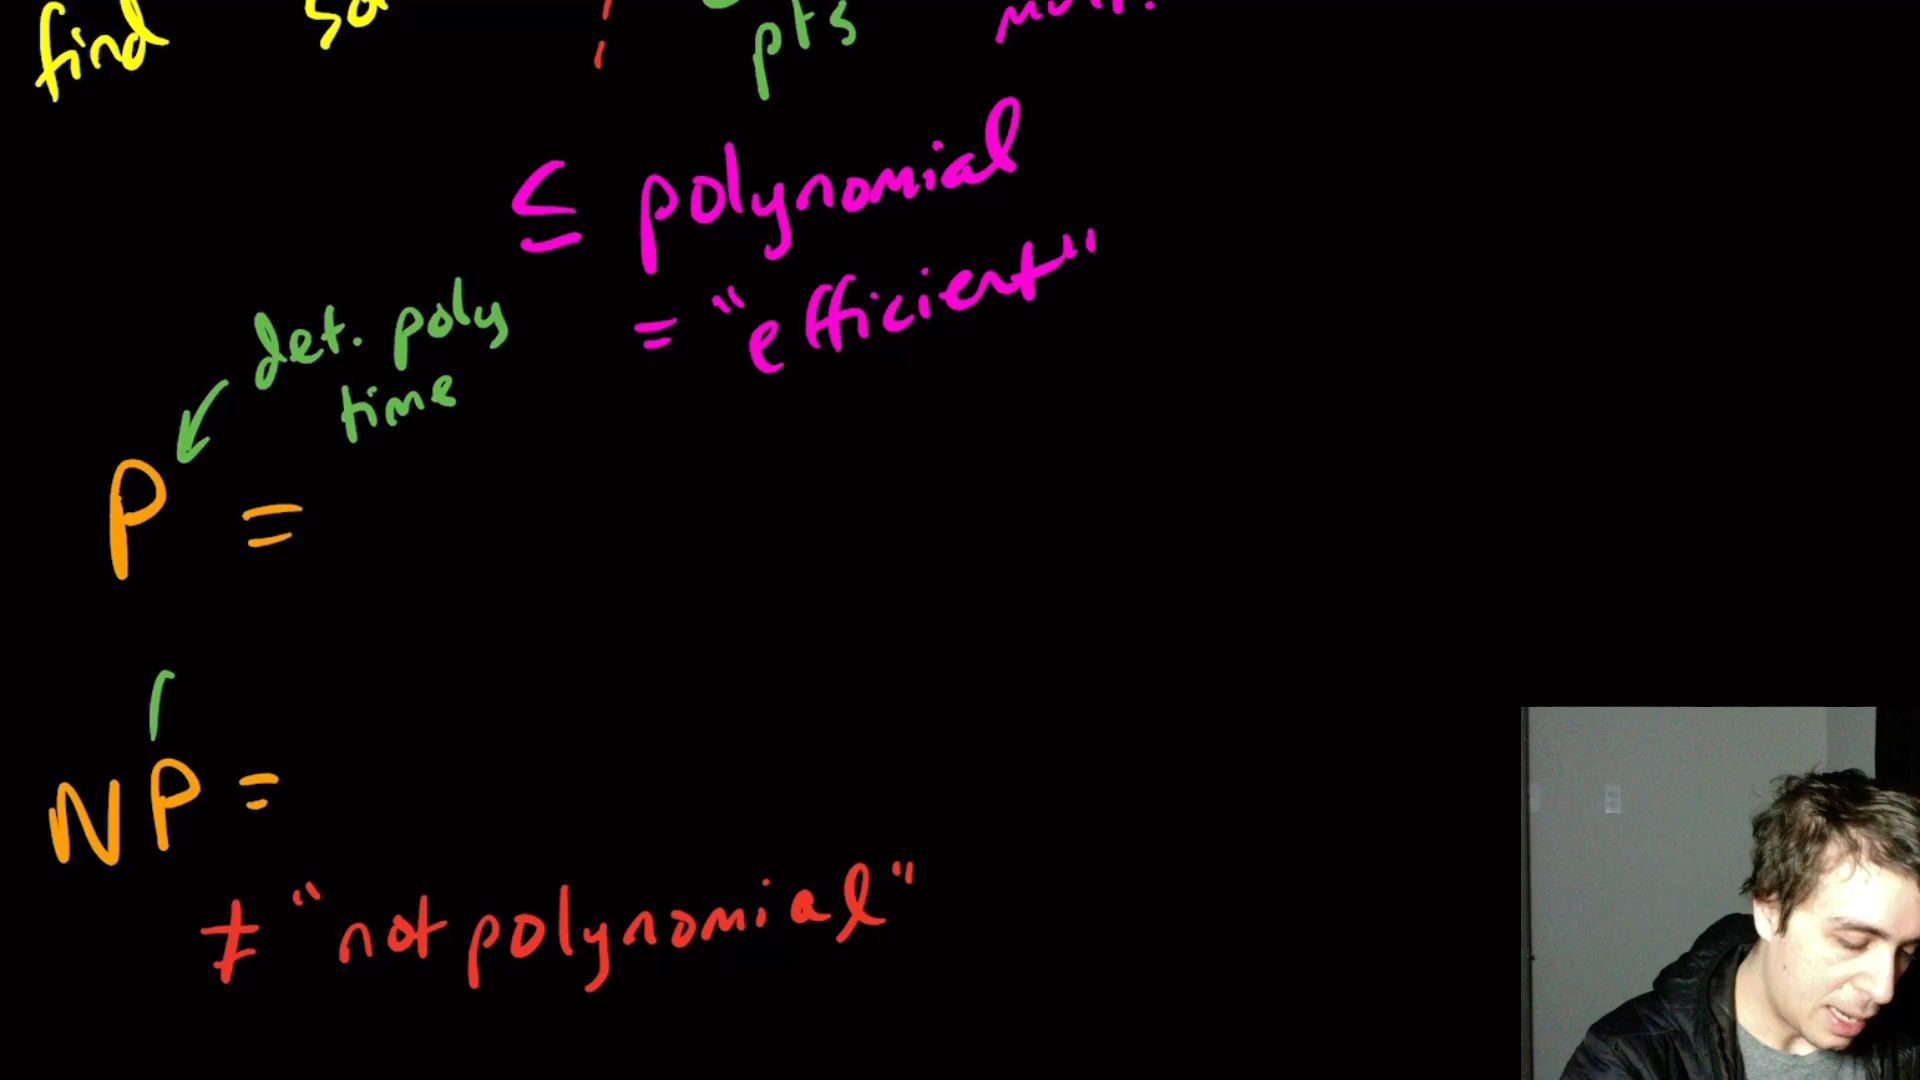 find
pts
≤ polynomial
= "efficient"
det. poly
time
P =
NP =
≠ "not polynomial"